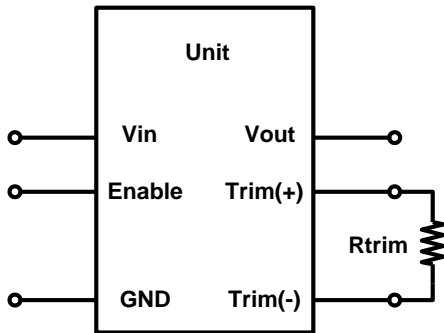 Unit
Vin Vout
Enable Trim(+)
Rtrim
GND Trim(-)